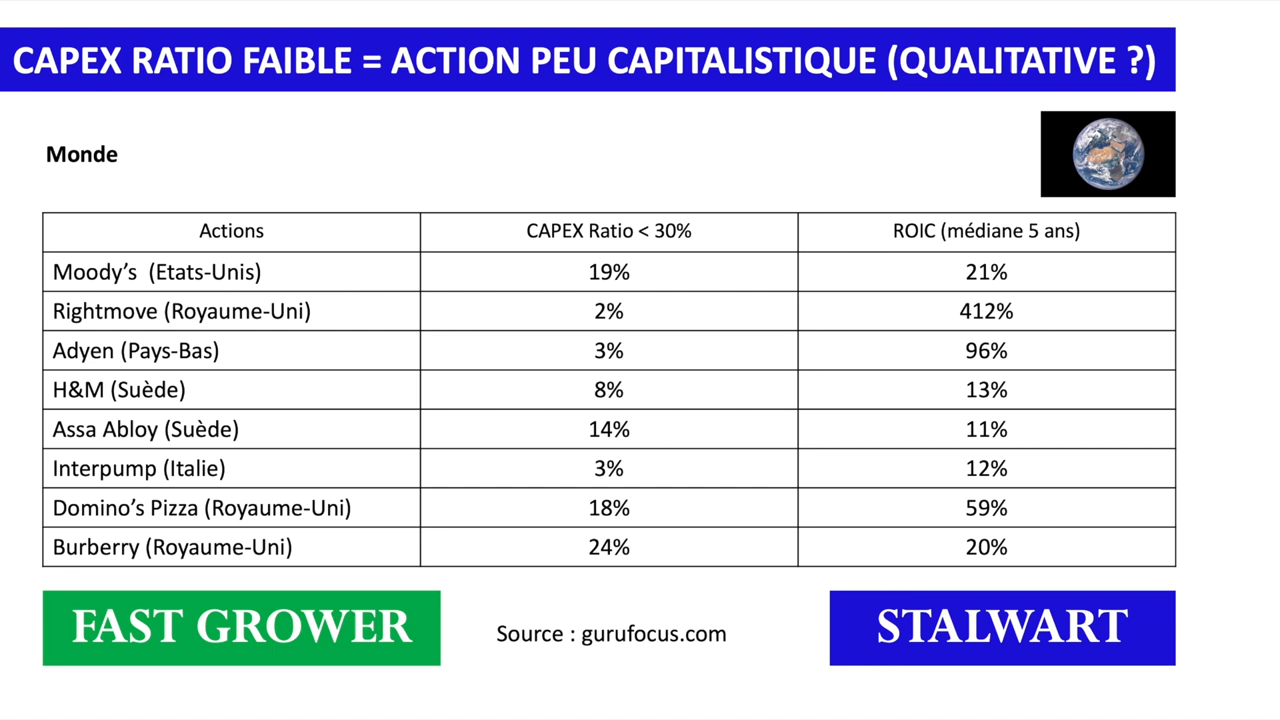 CAPEX RATIO FAIBLE = ACTION PEU CAPITALISTIQUE (QUALITATIVE ?)
Monde
Actions CAPEX Ratio < 30% ROIC (médiane 5 ans)
Moody’s (Etats-Unis) 19% 21%
Rightmove (Royaume-Uni) 2% 412%
Adyen (Pays-Bas) 3% 96%
H&M (Suède) 8% 13%
Assa Abloy (Suède) 14% 11%
Interpump (Italie) 3% 12%
Domino’s Pizza (Royaume-Uni) 18% 59%
Burberry (Royaume-Uni) 24% 20%
FAST GROWER Source : gurufocus.com STALWART